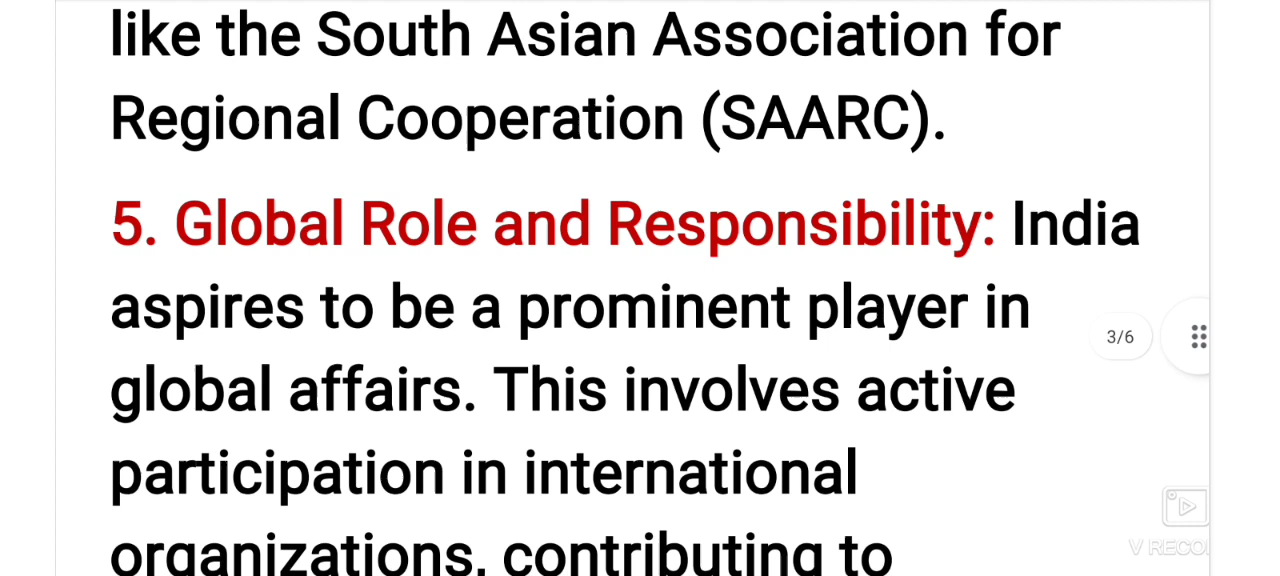 like the South Asian Association for
Regional Cooperation (SAARC).
5. Global Role and Responsibility: India
aspires to be a prominent player in
global affairs. This involves active
participation in international
organizations, contributing to
3/6
V RECO